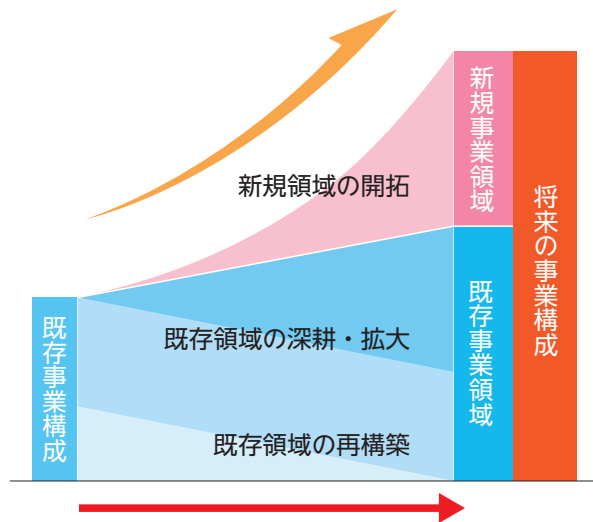 新規事業領域
将来の事業構成
新規領域の開拓
既存事業領域
既存事業構成
既存領域の深耕・拡大
既存領域の再構築